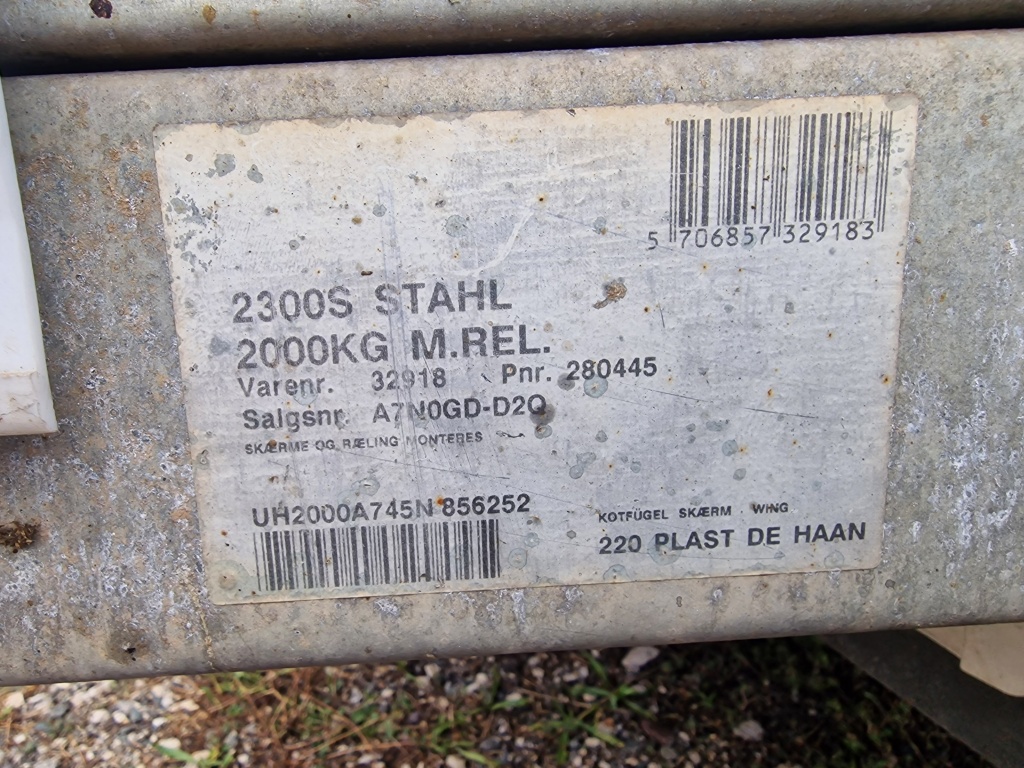 5 706857 329183
2300S STAHL
2000KG M.REL.
Varenr. 32918 Pnr. 280445
Salgsnr. A7N0GD-D2Q
SKÆRME OG RÆLING MONTERES
UH2000A745N 856252
KOTFÜGEL SKÆRM WING
220 PLAST DE HAAN